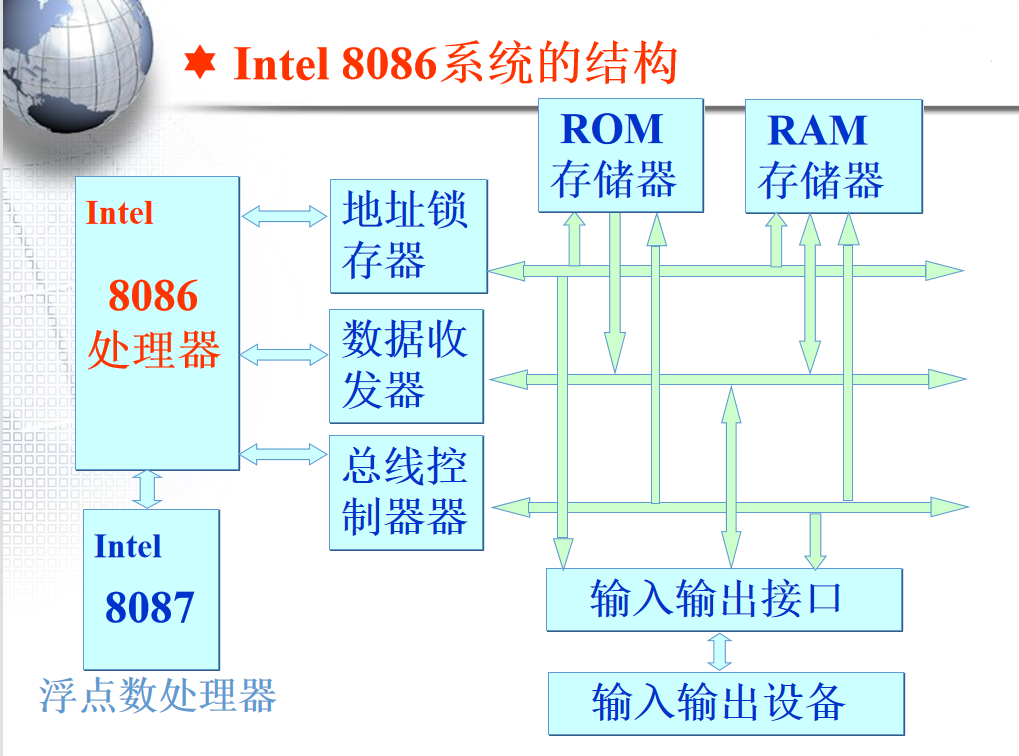 Intel 8086系统的结构
ROM
存储器
RAM
存储器
Intel
8086
处理器
地址锁
存器
数据收
发器
总线控
制器器
Intel
8087
浮点数处理器
输入输出接口
输入输出设备